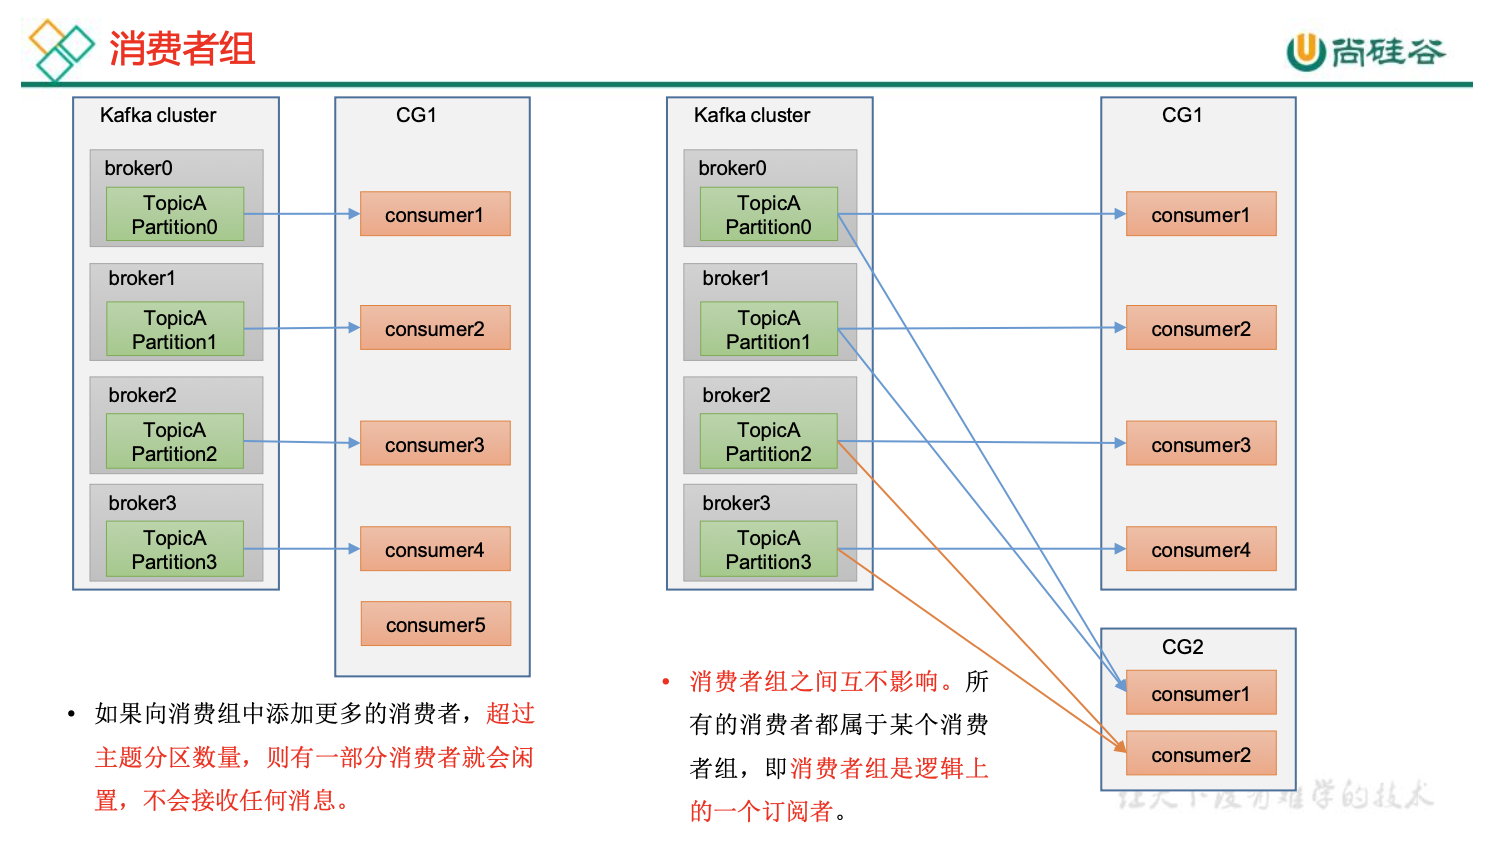 消费者组
尚硅谷
Kafka cluster
broker0
TopicA
Partition0
broker1
TopicA
Partition1
broker2
TopicA
Partition2
broker3
TopicA
Partition3
CG1
consumer1
consumer2
consumer3
consumer4
consumer5
• 如果向消费组中添加更多的消费者，超过
主题分区数量，则有一部分消费者就会闲
置，不会接收任何消息。
Kafka cluster
broker0
TopicA
Partition0
broker1
TopicA
Partition1
broker2
TopicA
Partition2
broker3
TopicA
Partition3
CG1
consumer1
consumer2
consumer3
consumer4
CG2
consumer1
consumer2
• 消费者组之间互不影响。所
有的消费者都属于某个消费
者组，即消费者组是逻辑上
的一个订阅者。
让天下没有难学的技术